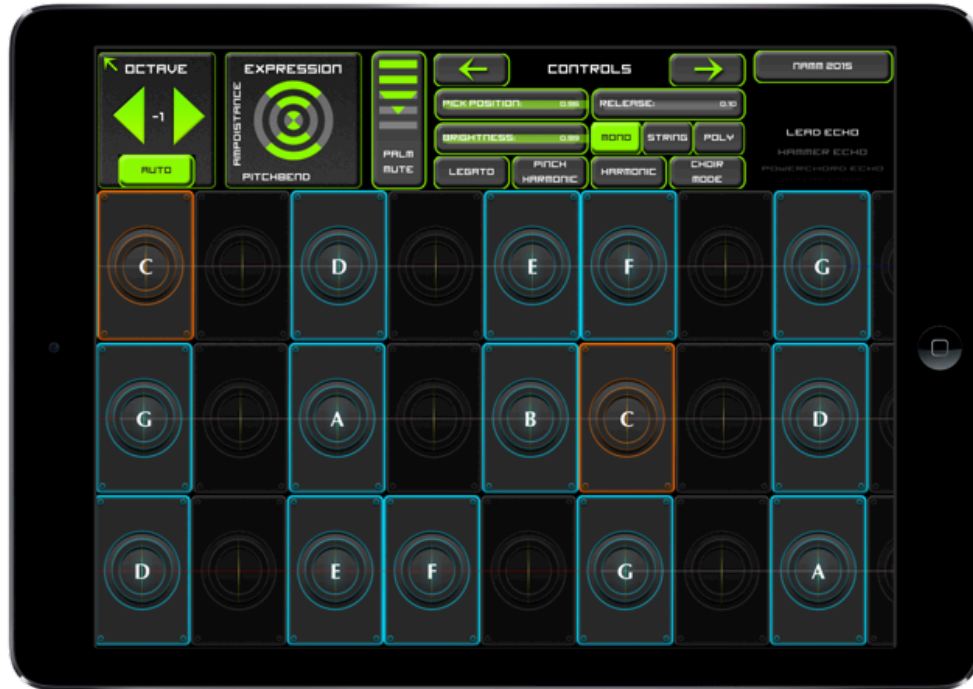 OCTAVE
-1
AUTO
EXPRESSION
AMPDISTANCE
PITCHBEND
PALM
MUTE
CONTROLS
NAMM 2015
PICK POSITION: 0.98
RELEASE: 0.10
BRIGHTNESS: 0.99
MONO
STRING
POLY
LEGATO
PINCH
HARMONIC
HARMONIC
CHOIR
MODE
LEAD ECHO
HAMMER ECHO
POWERCHORD ECHO
C D E F G
G A B C D
D E F G A